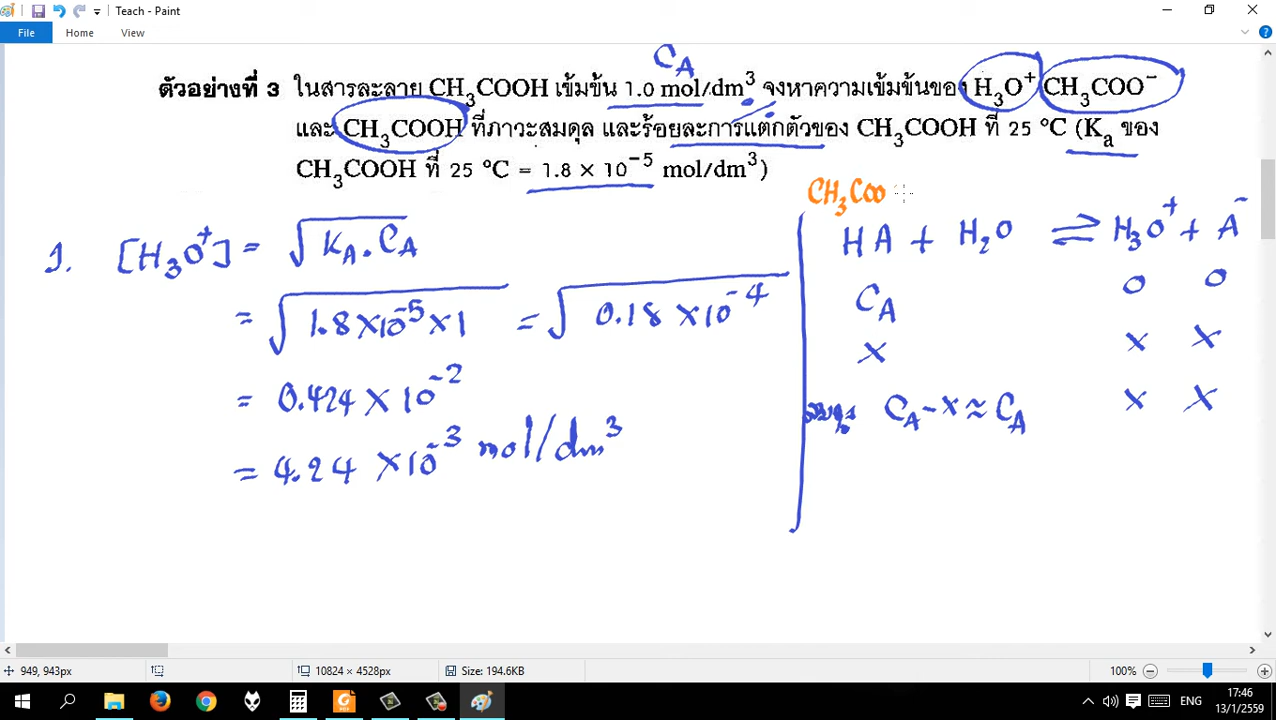 Teach - Paint
File Home View
C_A
ตัวอย่างที่ 3 ในสารละลาย CH₃COOH เข้มข้น 1.0 mol/dm³ จงหาความเข้มข้นของ H₃O⁺ CH₃COO⁻
และ CH₃COOH ที่ภาวะสมดุล และร้อยละการแตกตัวของ CH₃COOH ที่ 25 °C (Kₐ ของ
CH₃COOH ที่ 25 °C = 1.8 × 10⁻⁵ mol/dm³)
CH₃COO
1. [H₃O⁺] = √K_A . C_A
= √1.8×10⁻⁵×1 = √0.18 ×10⁻⁴
= 0.424 × 10⁻²
= 4.24 ×10⁻³ mol/dm³
HA + H₂O ⇌ H₃O⁺ + A⁻
C_A 0 0
x x x
C_A - x ≈ C_A x x
949, 943px 10824 × 4528px Size: 194.6KB 100%
ENG 17:46
13/1/2559